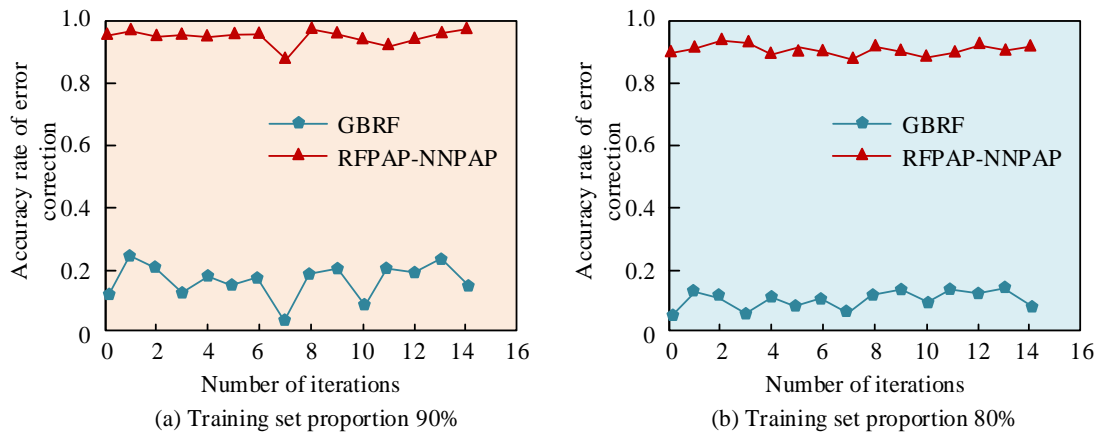 1.0
0.8
0.6
0.4
0.2
0
Accuracy rate of error
correction
GBRF
RFPAP-NNPAP
0 2 4 6 8 10 12 14 16
Number of iterations
(a) Training set proportion 90%
1.0
0.8
0.6
0.4
0.2
0
Accuracy rate of error
correction
GBRF
RFPAP-NNPAP
0 2 4 6 8 10 12 14 16
Number of iterations
(b) Training set proportion 80%